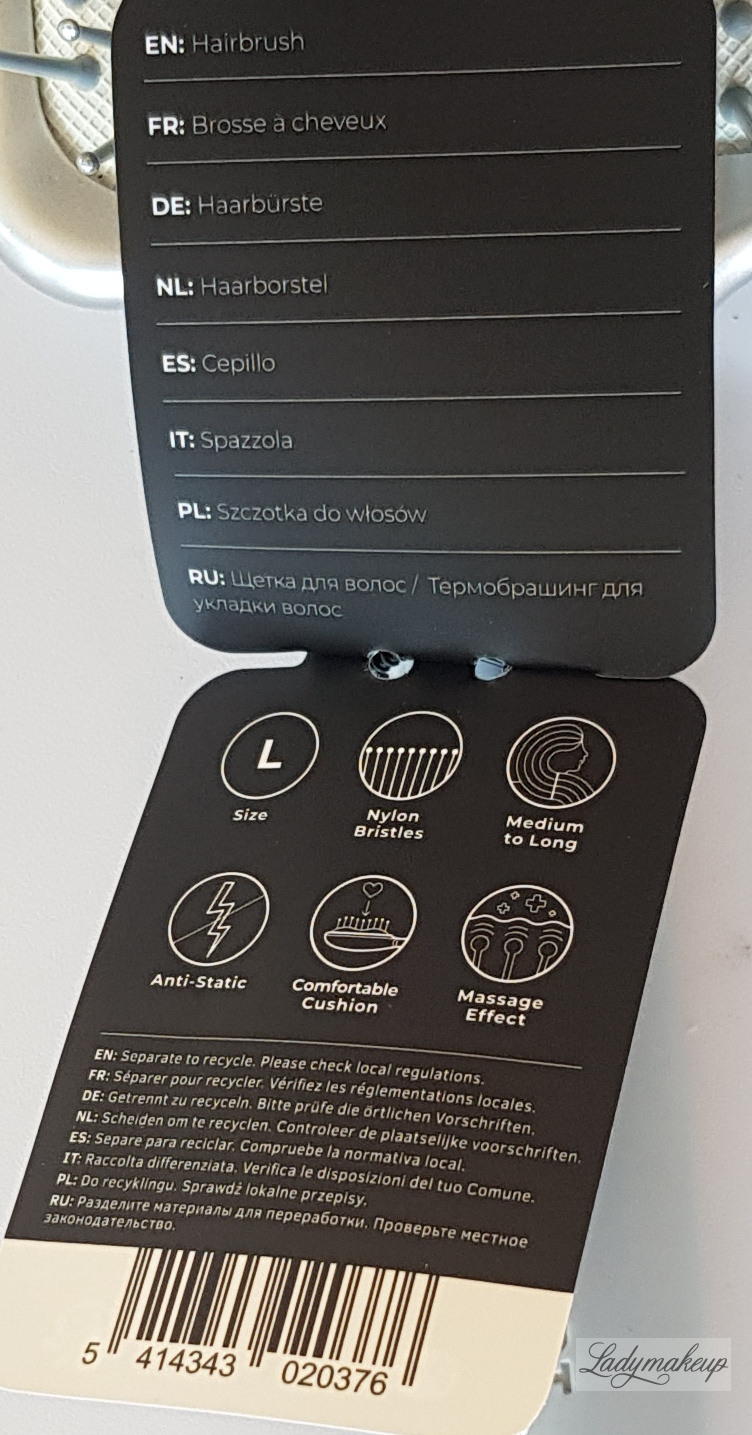 EN: Hairbrush
FR: Brosse à cheveux
DE: Haarbürste
NL: Haarborstel
ES: Cepillo
IT: Spazzola
PL: Szczotka do włosów
RU: Щетка для волос / Термобрашинг для
укладки волос
L
Size
Nylon
Bristles
Medium
to Long
Anti-Static
Comfortable
Cushion
Massage
Effect
EN: Separate to recycle. Please check local regulations.
FR: Séparer pour recycler. Vérifiez les réglementations locales.
DE: Getrennt zu recyceln. Bitte prüfe die örtlichen Vorschriften.
NL: Scheiden om te recyclen. Controleer de plaatselijke voorschriften.
ES: Separe para reciclar. Compruebe la normativa local.
IT: Raccolta differenziata. Verifica le disposizioni del tuo Comune.
PL: Do recyklingu. Sprawdź lokalne przepisy.
RU: Разделите материалы для переработки. Проверьте местное
законодательство.
5 414343 020376
Ladymakeup